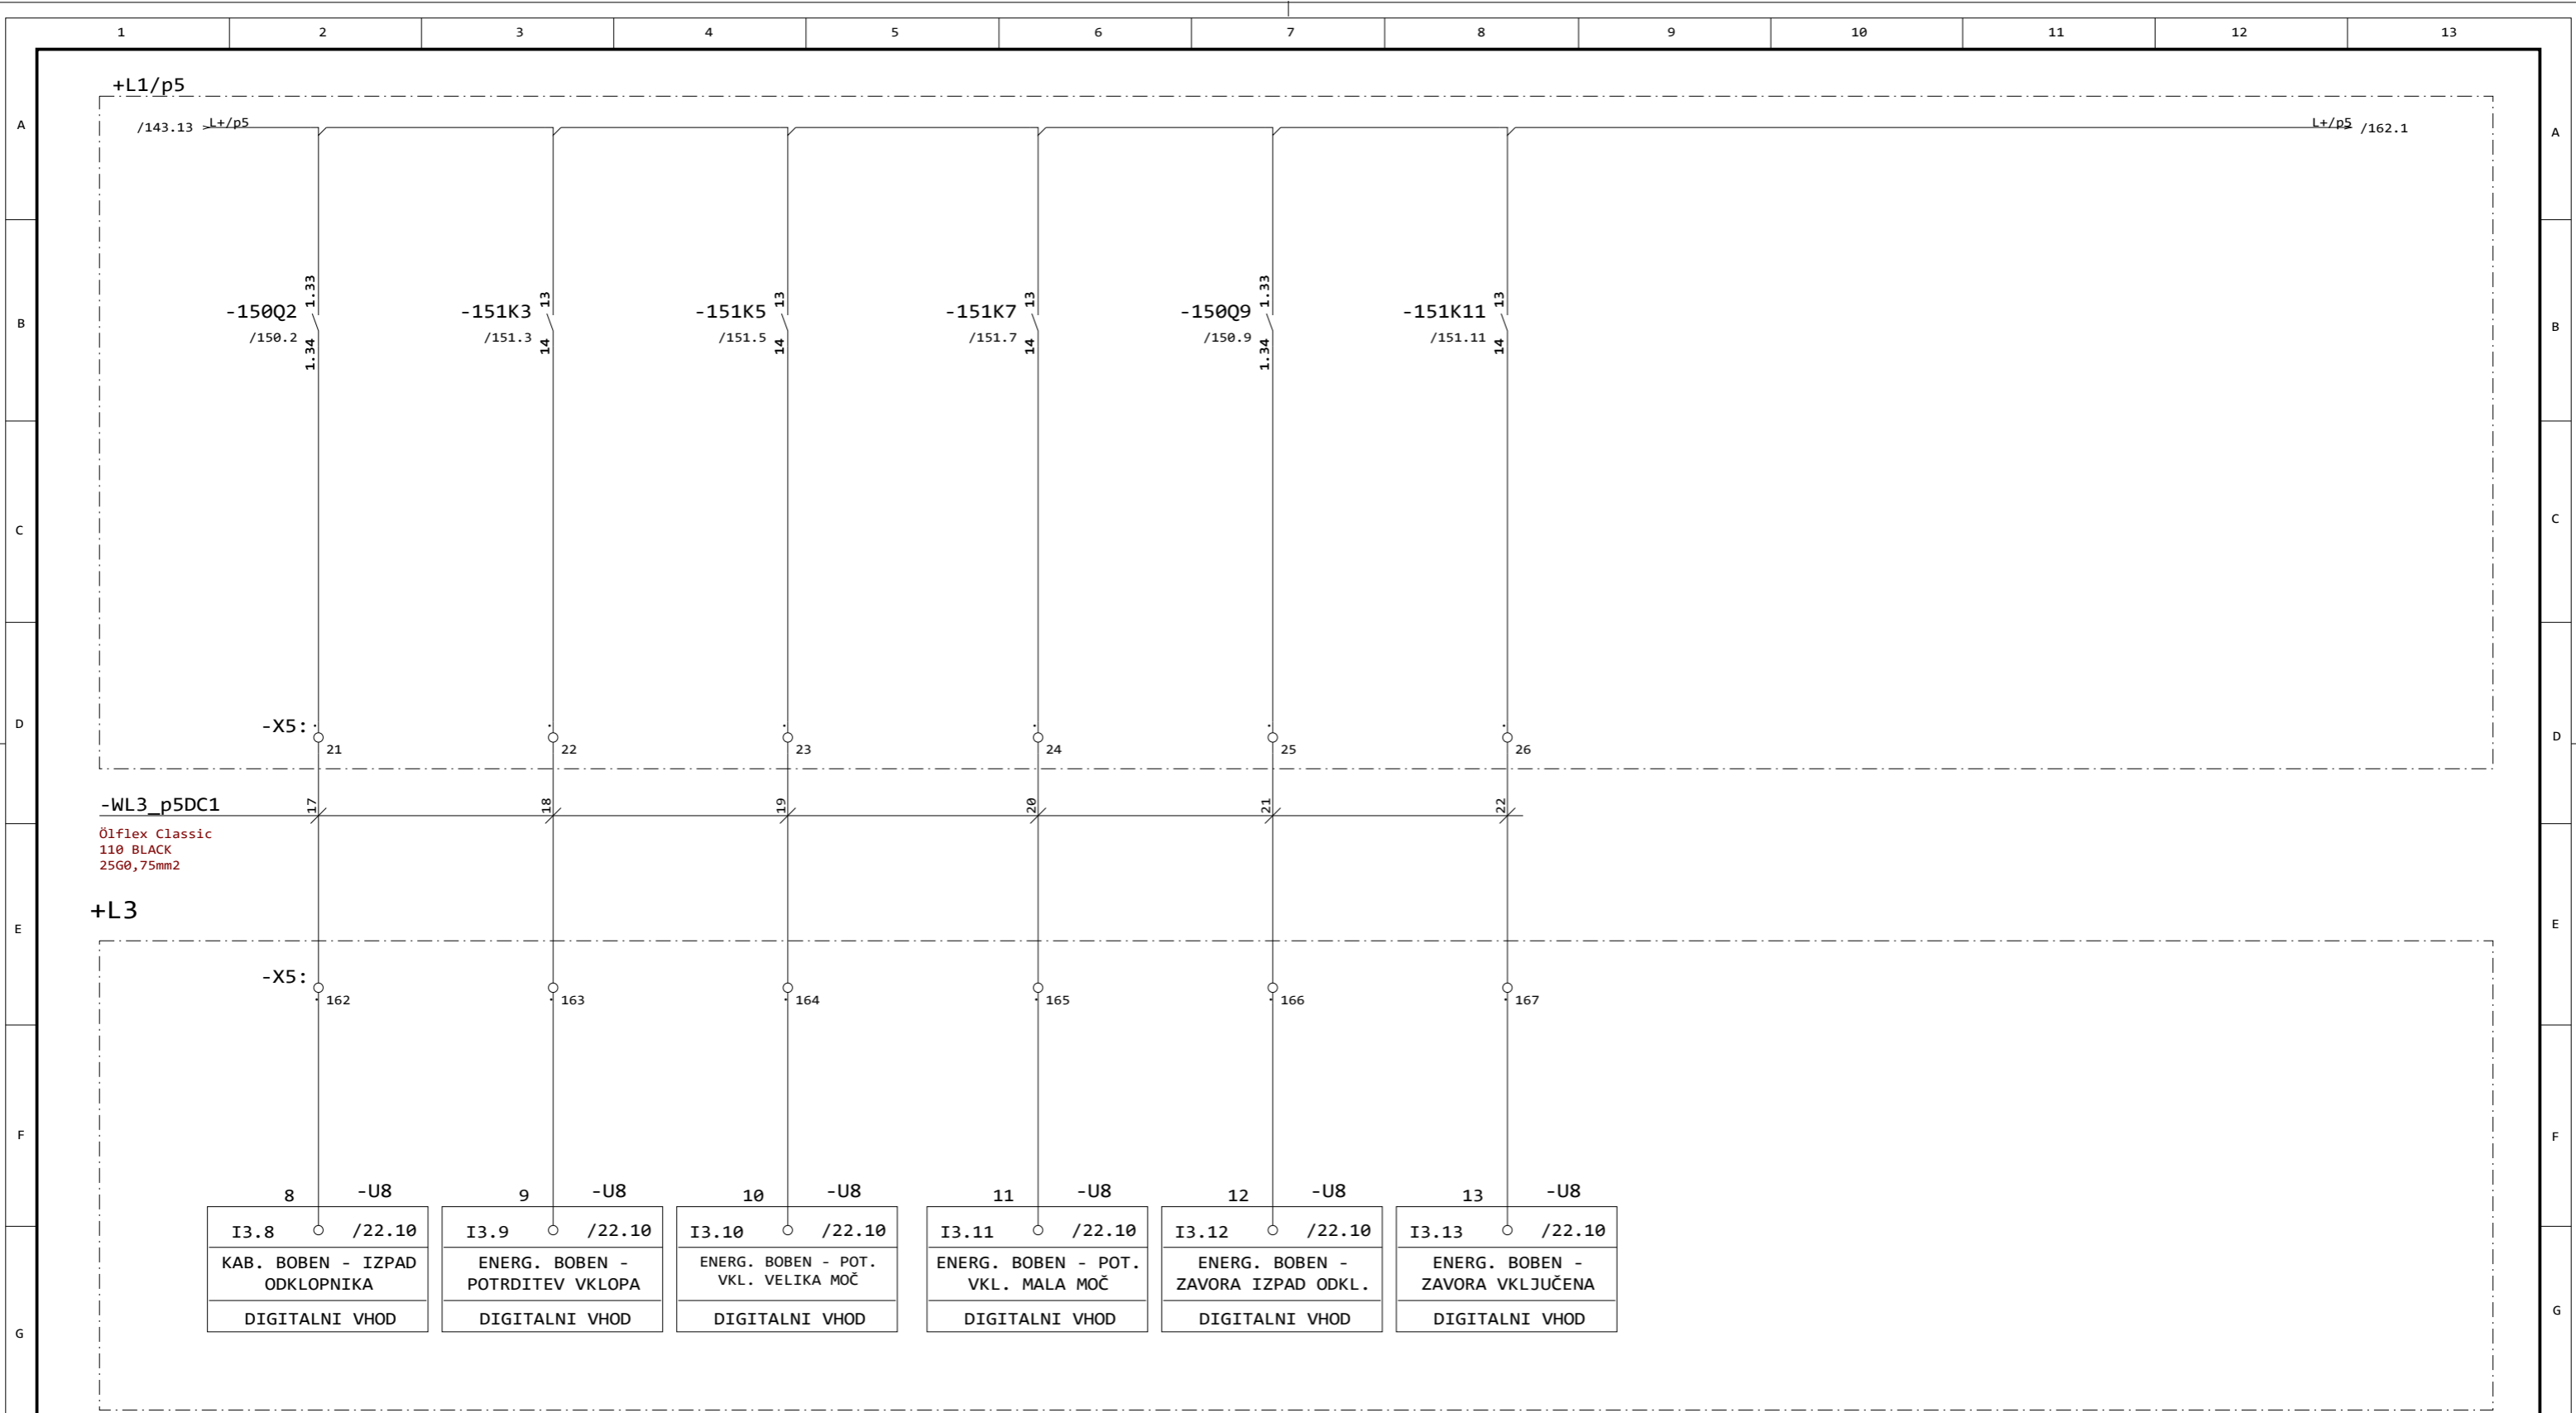 1 2 3 4 5 6 7 8 9 10 11 12 13
+L1/p5
A A
/143.13 L+/p5 L+/p5 /162.1
B B
-150Q2 /150.2 1.33 1.34
-151K3 /151.3 13 14
-151K5 /151.5 13 14
-151K7 /151.7 13 14
-150Q9 /150.9 1.33 1.34
-151K11 /151.11 13 14
C C
D D
-X5: 21 22 23 24 25 26
-WL3_p5DC1 17 18 19 20 21 22
Ölflex Classic
110 BLACK
25G0,75mm2
+L3
E E
-X5: 162 163 164 165 166 167
F F
8 -U8
I3.8 /22.10
KAB. BOBEN - IZPAD
ODKLOPNIKA
DIGITALNI VHOD
9 -U8
I3.9 /22.10
ENERG. BOBEN -
POTRDITEV VKLOPA
DIGITALNI VHOD
10 -U8
I3.10 /22.10
ENERG. BOBEN - POT.
VKL. VELIKA MOČ
DIGITALNI VHOD
11 -U8
I3.11 /22.10
ENERG. BOBEN - POT.
VKL. MALA MOČ
DIGITALNI VHOD
12 -U8
I3.12 /22.10
ENERG. BOBEN -
ZAVORA IZPAD ODKL.
DIGITALNI VHOD
13 -U8
I3.13 /22.10
ENERG. BOBEN -
ZAVORA VKLJUČENA
DIGITALNI VHOD
G G